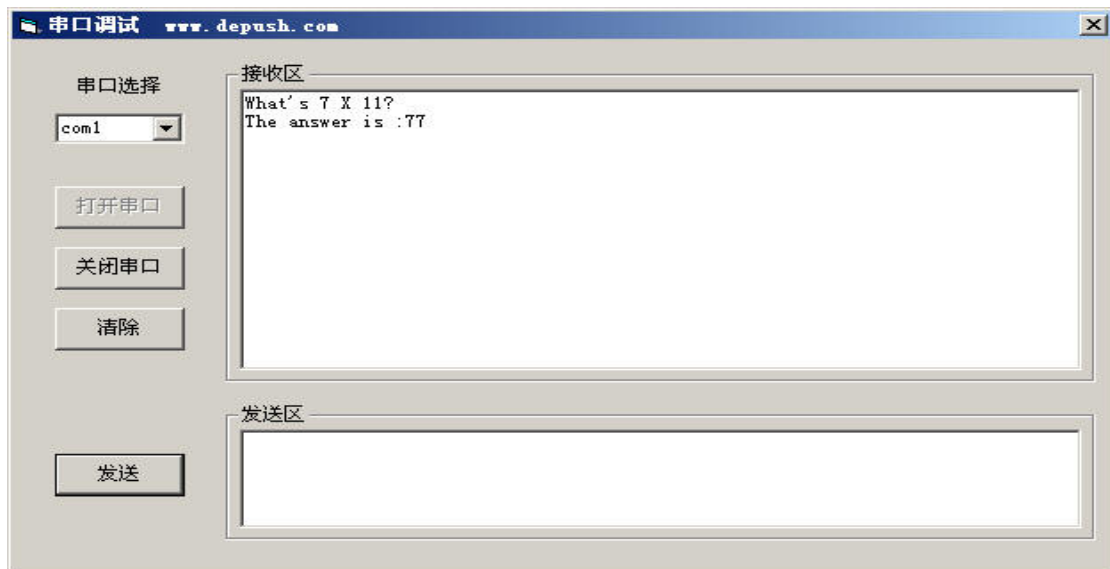 串口调试 www.depush.com
串口选择
com1
打开串口
关闭串口
清除
接收区
What's 7 X 11?
The answer is :77
发送区
发送